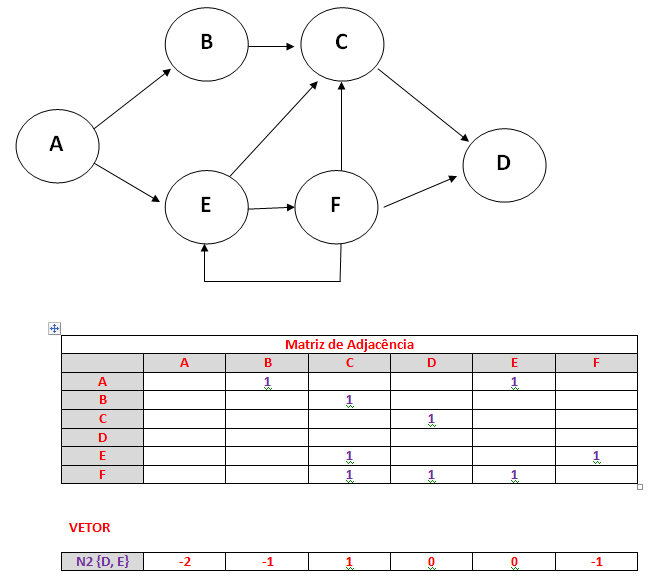 B
C
A
D
E
F
Matriz de Adjacência
A B C D E F
A 1 1
B 1
C 1
D
E 1 1
F 1 1 1
VETOR
N2 {D, E} -2 -1 1 0 0 -1